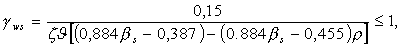 γ_ws = 0,15 / ζϑ[(0,884β_s − 0,387) − (0.884β_s − 0,455)ρ] ≤ 1,